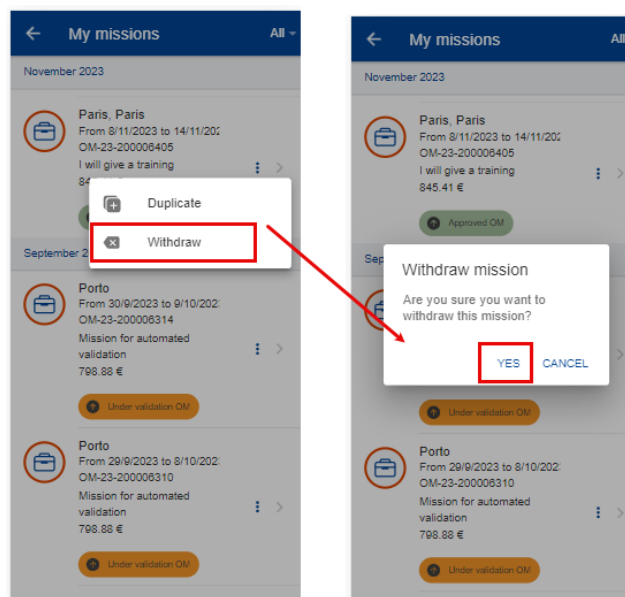 My missions
All
November 2023
Paris, Paris
From 8/11/2023 to 14/11/202
OM-23-200006405
I will give a training
84
Duplicate
Withdraw
September 2
Porto
From 30/9/2023 to 9/10/202
OM-23-200006314
Mission for automated
validation
798.88 €
Under validation OM
Porto
From 29/9/2023 to 8/10/202
OM-23-200006310
Mission for automated
validation
798.88 €
Under validation OM
My missions
All
November 2023
Paris, Paris
From 8/11/2023 to 14/11/202
OM-23-200006405
I will give a training
845.41 €
Approved OM
Sep
Withdraw mission
Are you sure you want to
withdraw this mission?
YES
CANCEL
Under validation OM
Porto
From 29/9/2023 to 8/10/202
OM-23-200006310
Mission for automated
validation
798.88 €
Under validation OM